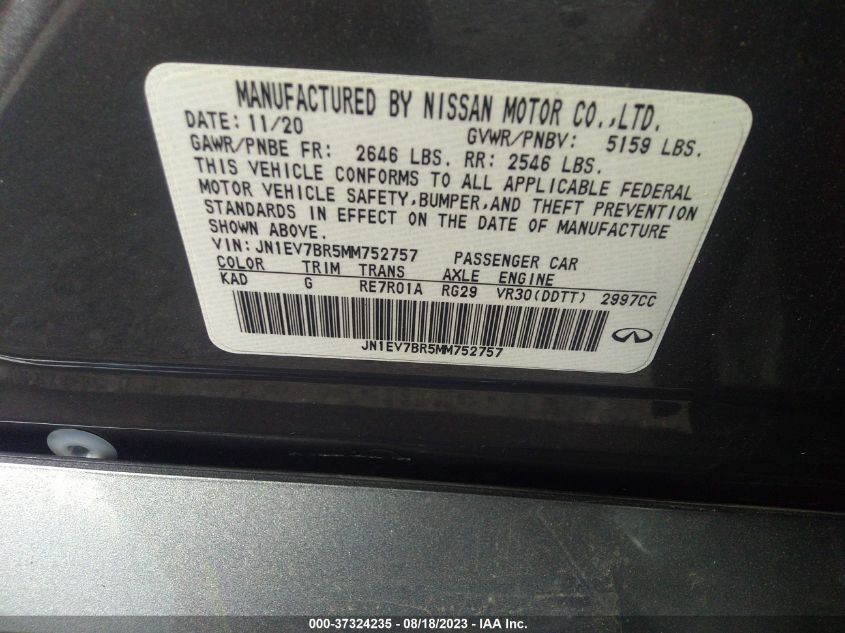 MANUFACTURED BY NISSAN MOTOR CO.,LTD.
DATE: 11/20 GVWR/PNBV: 5159 LBS.
GAWR/PNBE FR: 2646 LBS. RR: 2546 LBS.
THIS VEHICLE CONFORMS TO ALL APPLICABLE FEDERAL
MOTOR VEHICLE SAFETY,BUMPER,AND THEFT PREVENTION
STANDARDS IN EFFECT ON THE DATE OF MANUFACTURE
SHOWN ABOVE.
VIN: JN1EV7BR5MM752757 PASSENGER CAR
COLOR TRIM TRANS AXLE ENGINE
KAD G RE7R01A RG29 VR30(DDTT) 2997CC
JN1EV7BR5MM752757
000-37324235 - 08/18/2023 - IAA Inc.